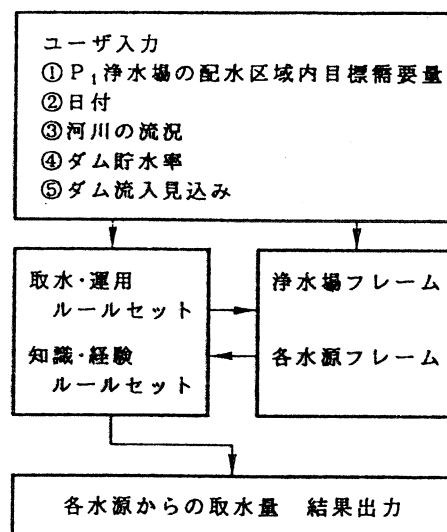 ユーザ入力
①P₁浄水場の配水区域内目標需要量
②日付
③河川の流況
④ダム貯水率
⑤ダム流入見込み
取水・運用
ルールセット
知識・経験
ルールセット
浄水場フレーム
各水源フレーム
各水源からの取水量 結果出力